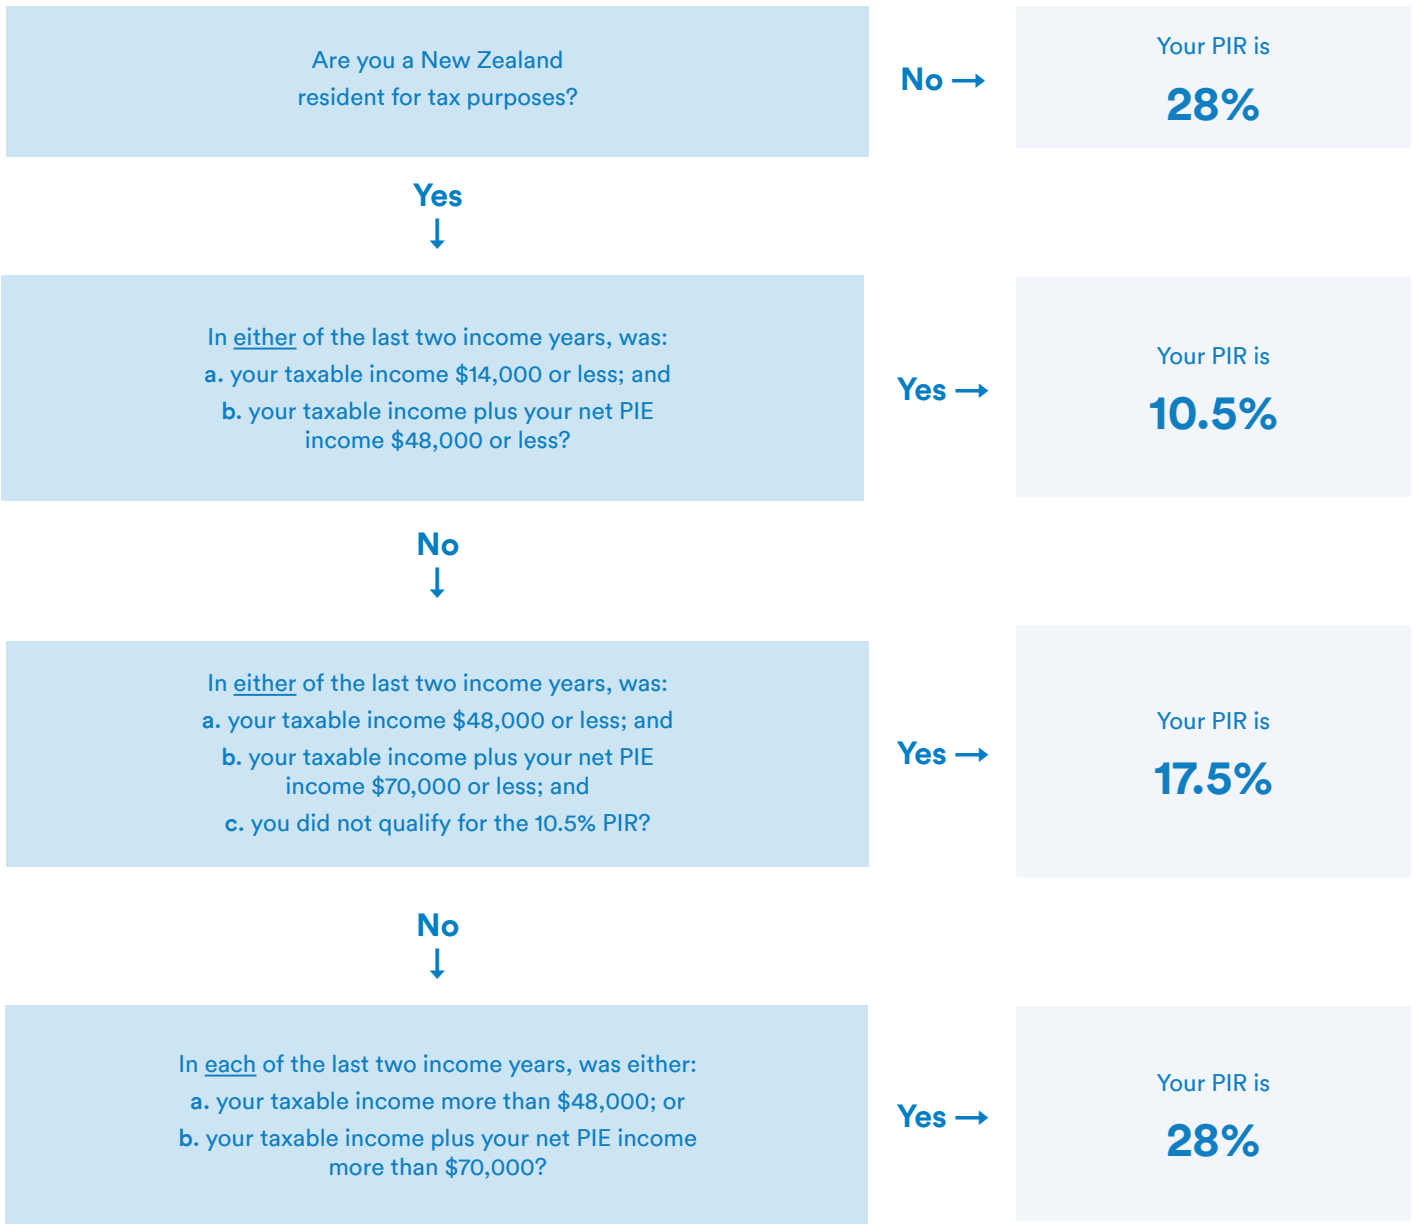 Are you a New Zealand
resident for tax purposes?
No →
Your PIR is
28%
Yes
↓
In either of the last two income years, was:
a. your taxable income $14,000 or less; and
b. your taxable income plus your net PIE
income $48,000 or less?
Yes →
Your PIR is
10.5%
No
↓
In either of the last two income years, was:
a. your taxable income $48,000 or less; and
b. your taxable income plus your net PIE
income $70,000 or less; and
c. you did not qualify for the 10.5% PIR?
Yes →
Your PIR is
17.5%
No
↓
In each of the last two income years, was either:
a. your taxable income more than $48,000; or
b. your taxable income plus your net PIE income
more than $70,000?
Yes →
Your PIR is
28%